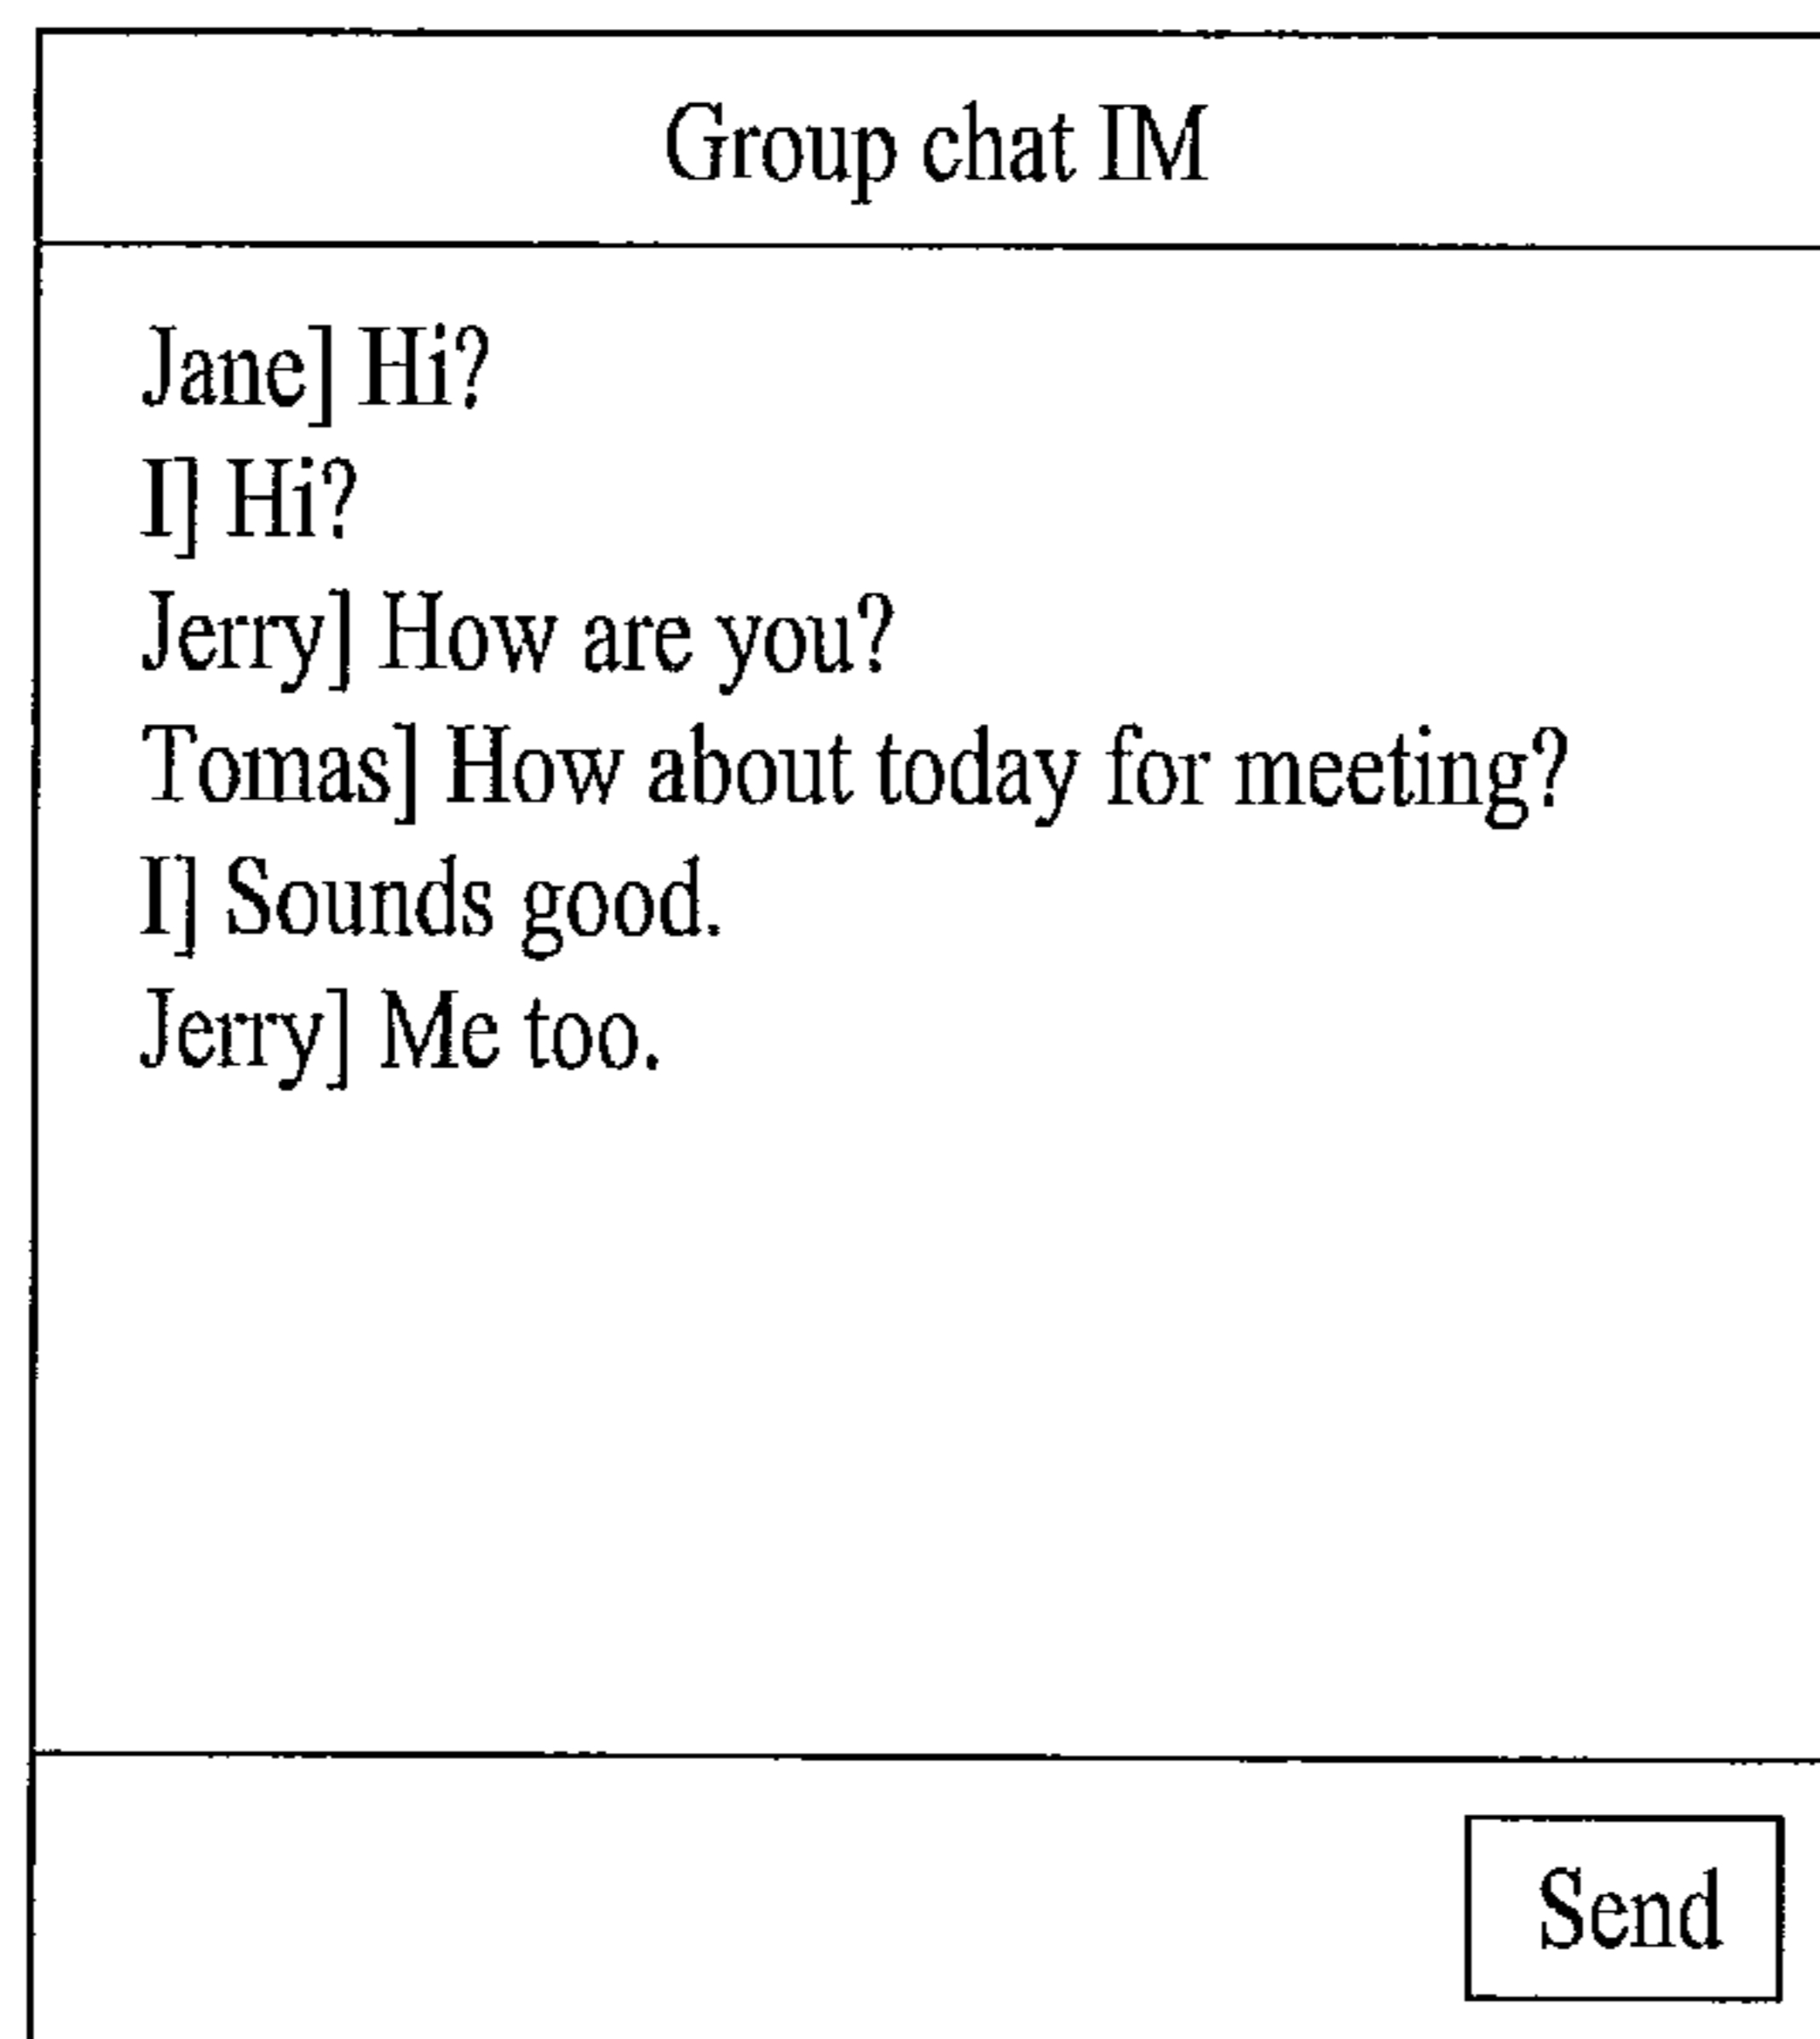 Group chat IM
Jane] Hi?
I] Hi?
Jerry] How are you?
Tomas] How about today for meeting?
I] Sounds good.
Jerry] Me too.
Send